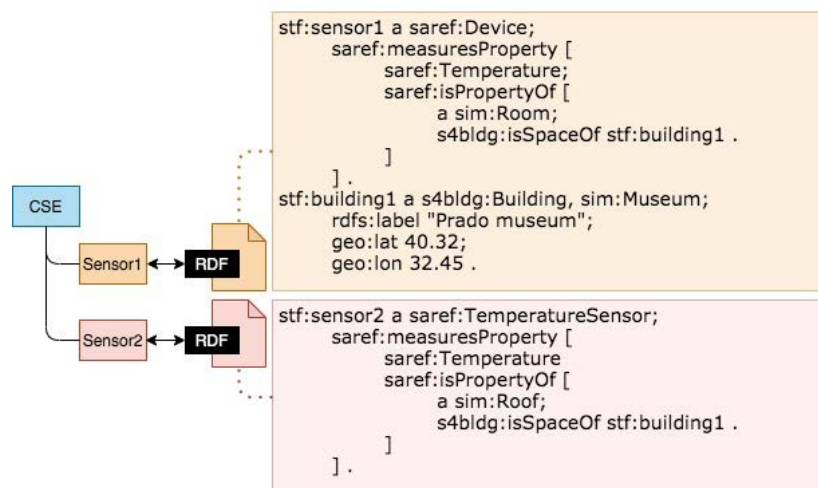 stf:sensor1 a saref:Device;
saref:measuresProperty [
saref:Temperature;
saref:isPropertyOf [
a sim:Room;
s4bldg:isSpaceOf stf:building1 .
]
] .
stf:building1 a s4bldg:Building, sim:Museum;
rdfs:label "Prado museum";
geo:lat 40.32;
geo:lon 32.45 .
CSE
Sensor1
RDF
Sensor2
RDF
stf:sensor2 a saref:TemperatureSensor;
saref:measuresProperty [
saref:Temperature
saref:isPropertyOf [
a sim:Roof;
s4bldg:isSpaceOf stf:building1 .
]
] .